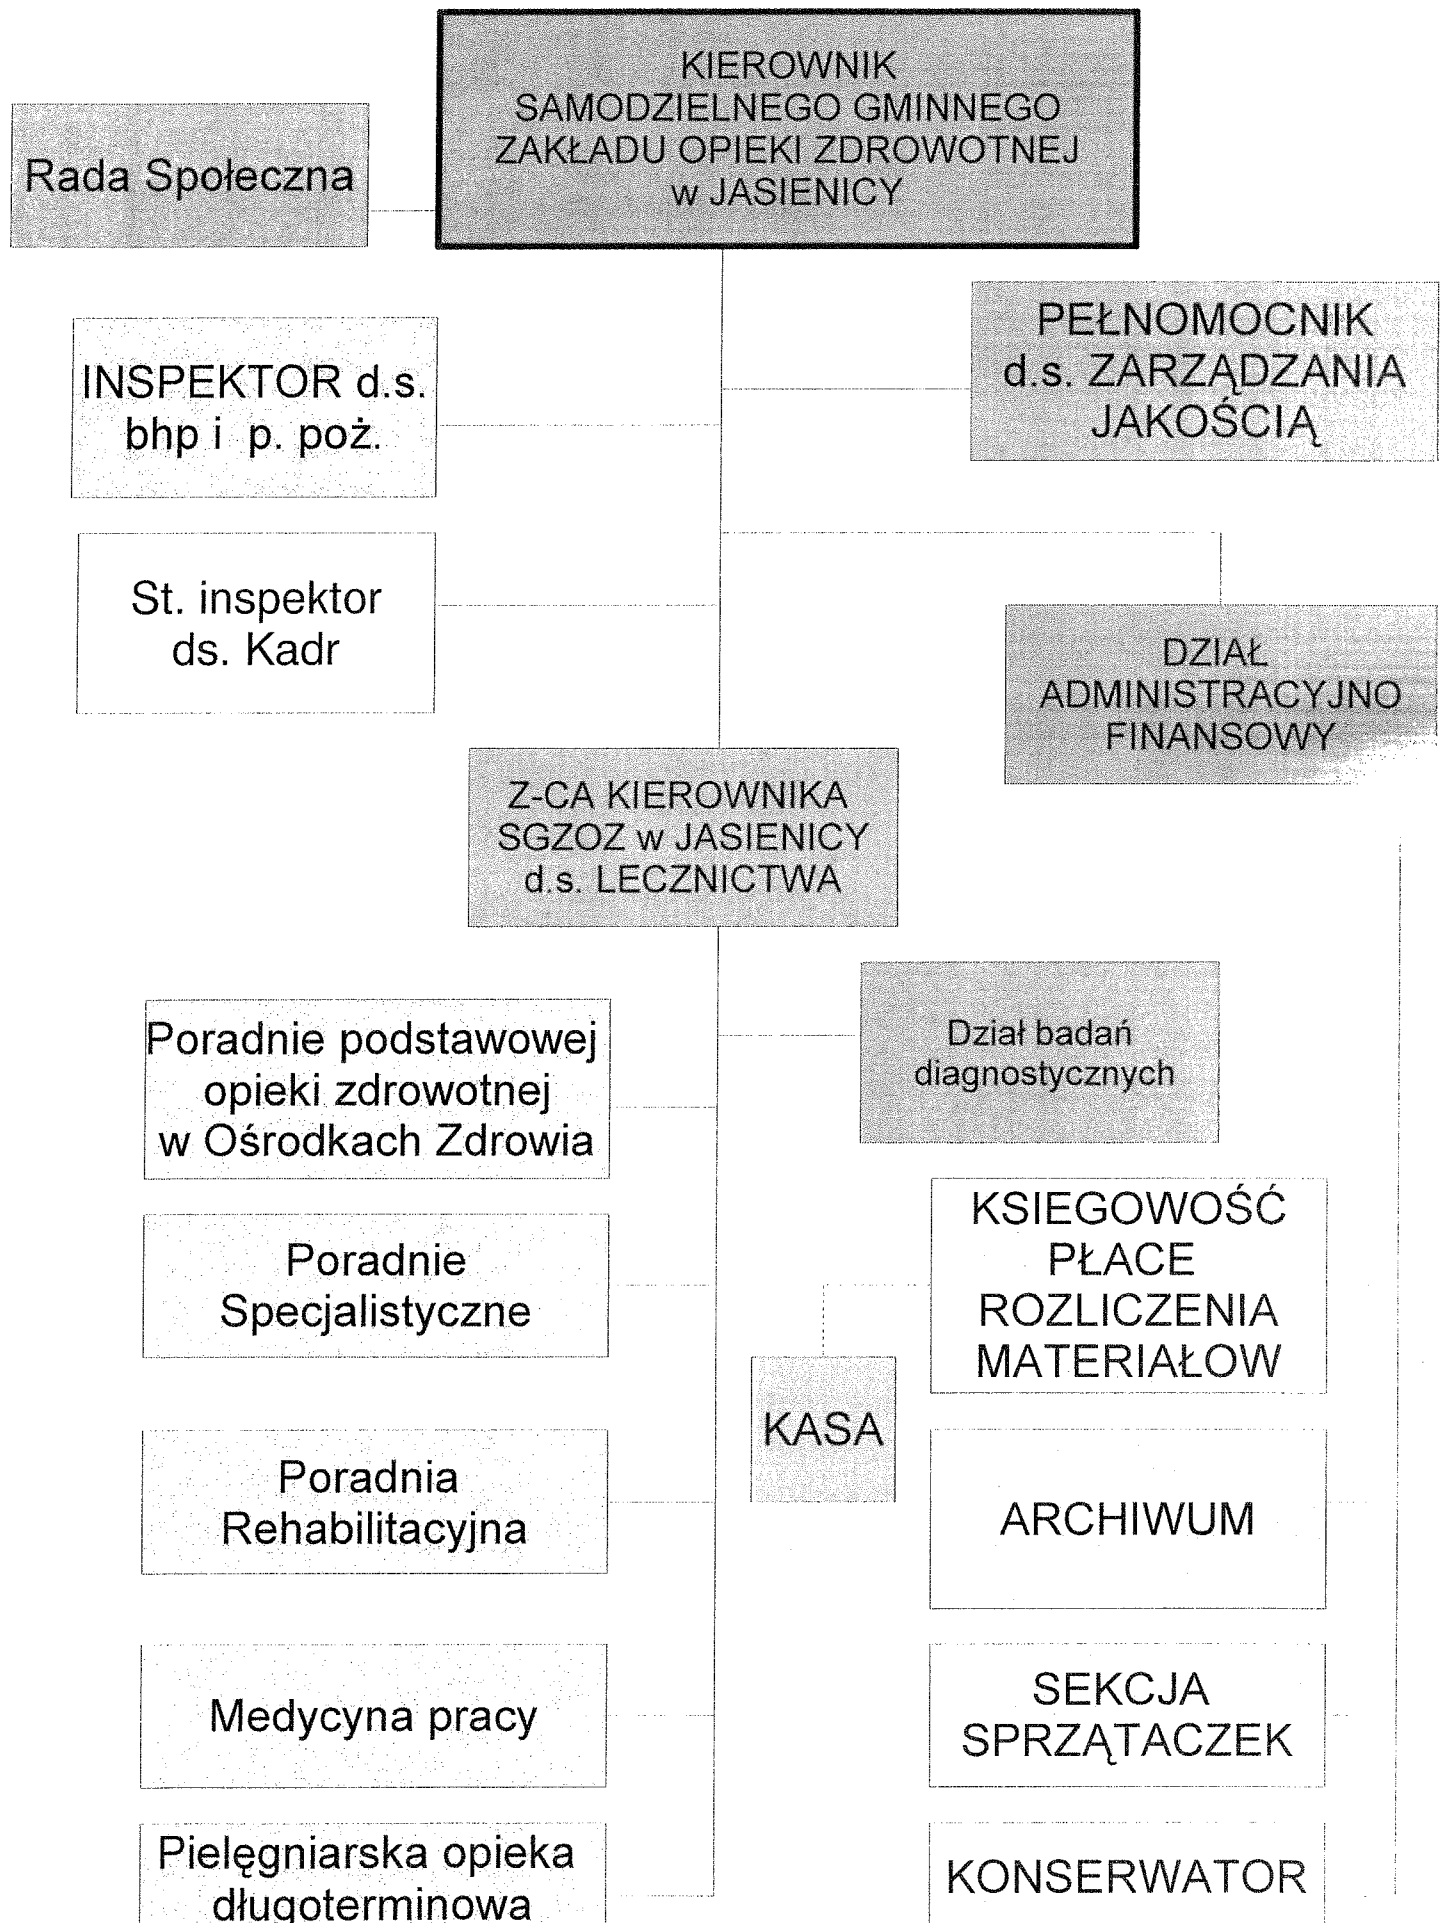 KIEROWNIK
SAMODZIELNEGO GMINNEGO
ZAKŁADU OPIEKI ZDROWOTNEJ
w JASIENICY
Rada Społeczna
PEŁNOMOCNIK
d.s. ZARZĄDZANIA
JAKOŚCIĄ
INSPEKTOR d.s.
bhp i p. poż.
St. inspektor
ds. Kadr
DZIAŁ
ADMINISTRACYJNO
FINANSOWY
Z-CA KIEROWNIKA
SGZOZ w JASIENICY
d.s. LECZNICTWA
Dział badań
diagnostycznych
Poradnie podstawowej
opieki zdrowotnej
w Ośrodkach Zdrowia
KSIEGOWOŚĆ
PŁACE
ROZLICZENIA
MATERIAŁOW
Poradnie
Specjalistyczne
KASA
Poradnia
Rehabilitacyjna
ARCHIWUM
Medycyna pracy
SEKCJA
SPRZĄTACZEK
Pielęgniarska opieka
długoterminowa
KONSERWATOR